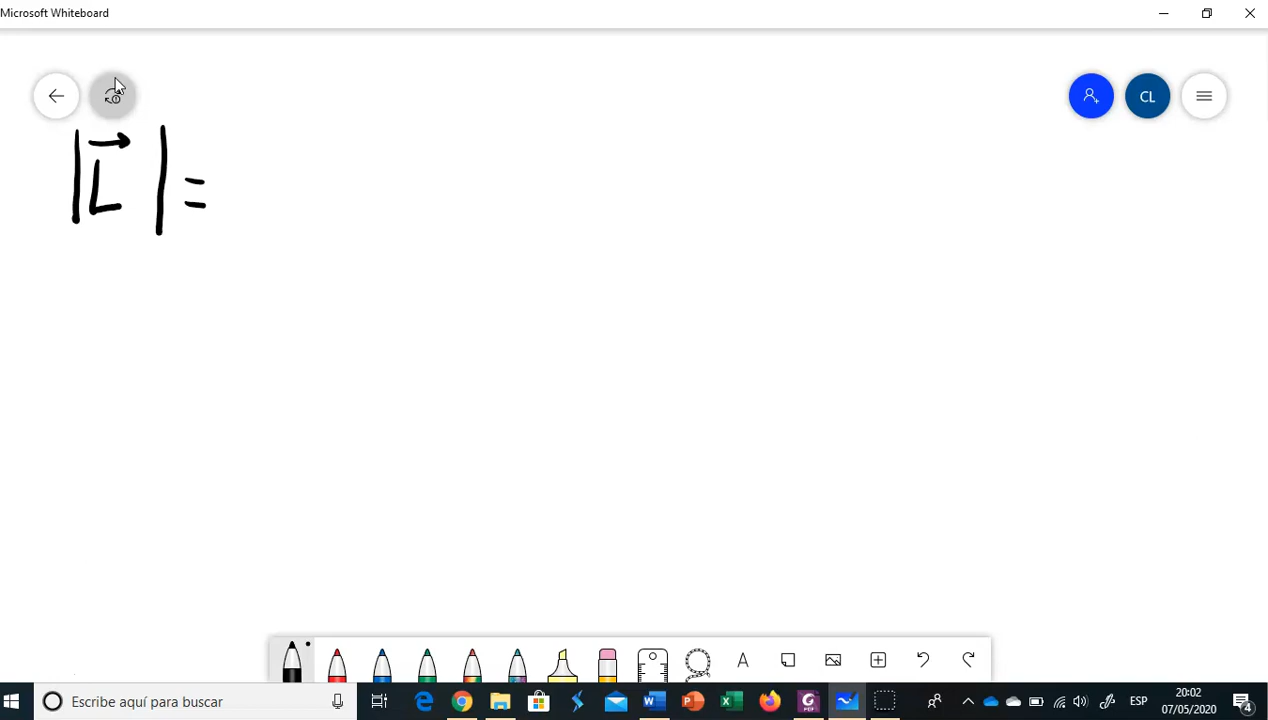 Microsoft Whiteboard
CL
|L⃗| =
A
Escribe aquí para buscar
ESP
20:02
07/05/2020
4